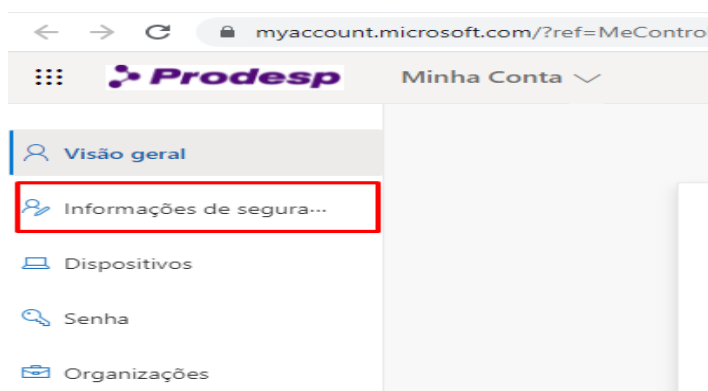 myaccount.microsoft.com/?ref=MeContro
Prodesp Minha Conta
Visão geral
Informações de segura...
Dispositivos
Senha
Organizações